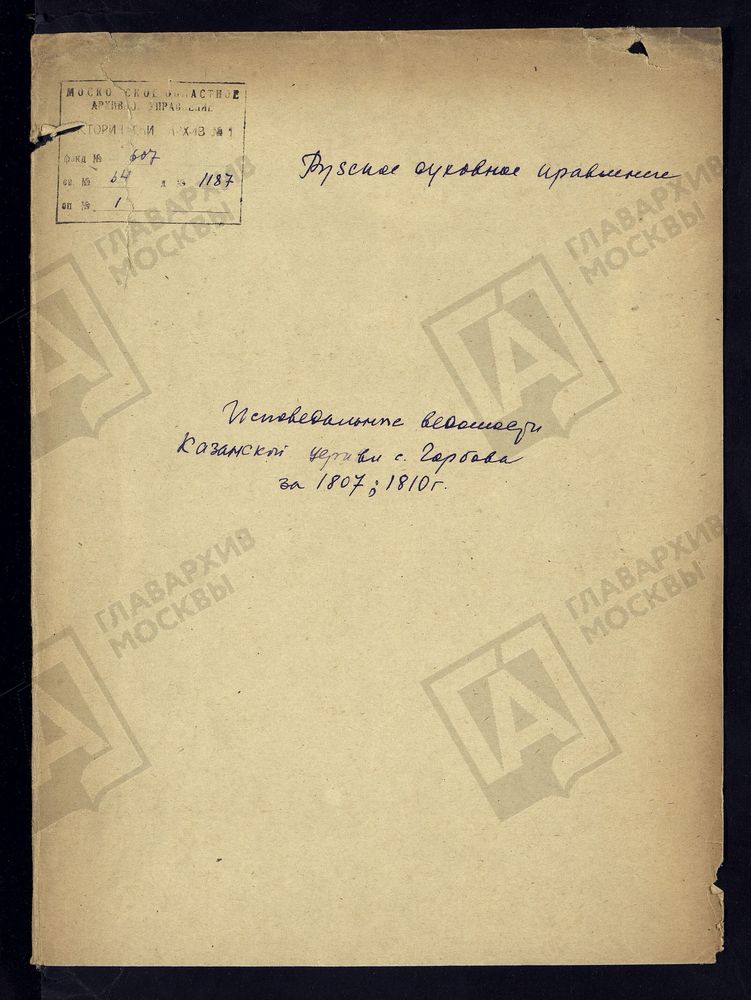 МОСКОВСКОЕ ОБЛАСТНОЕ
АРХИВНОЕ УПРАВЛЕНИЕ
ИСТОРИЧЕСКИЙ АРХИВ № 1
фонд № 607
св. № 64 д. № 1187
оп № 1
Рузское духовное правление
Исповедальные ведомости
Казанской церкви с. Горбова
за 1807; 1810 г.
ГЛАВАРХИВ
МОСКВЫ
ГЛАВАРХИВ
МОСКВЫ
ГЛАВАРХИВ
МОСКВЫ
ГЛАВАРХИВ
МОСКВЫ